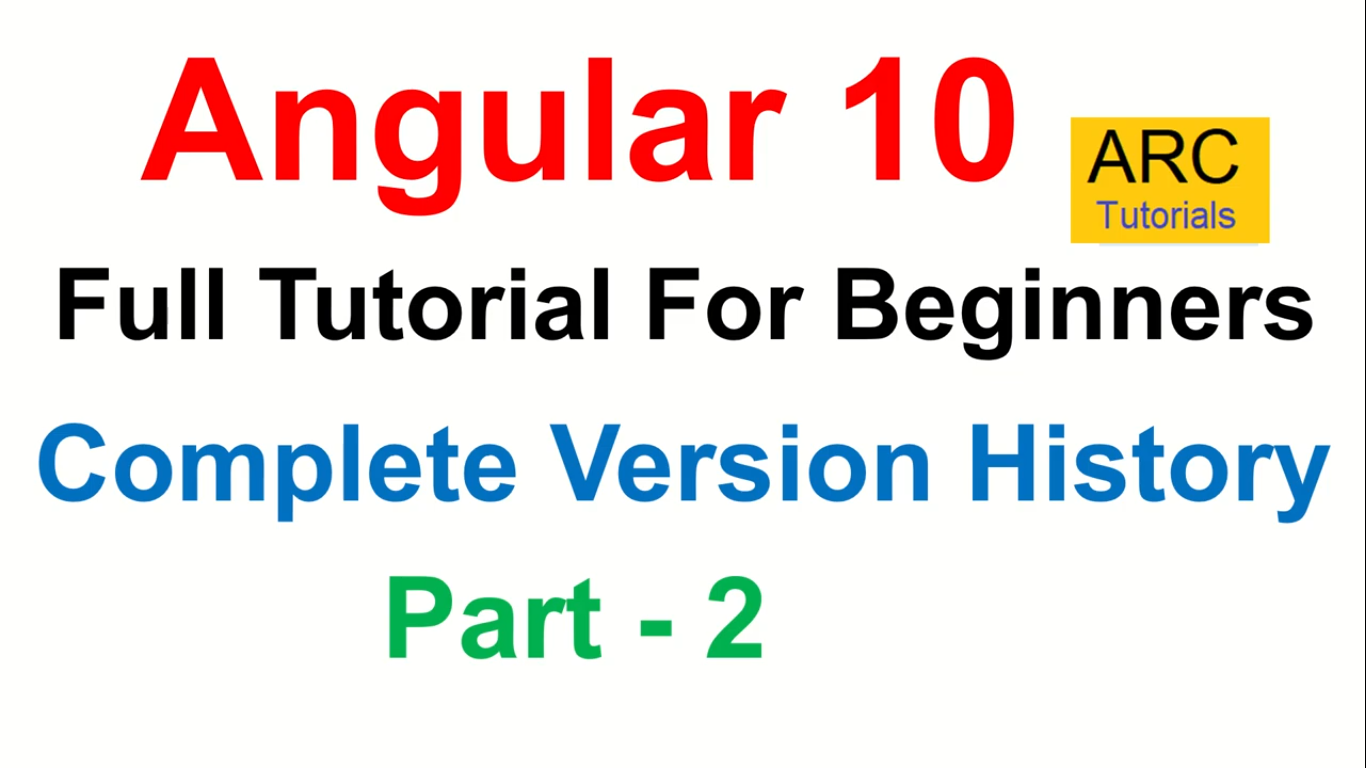 Angular 10
ARC
Tutorials
Full Tutorial For Beginners
Complete Version History
Part - 2